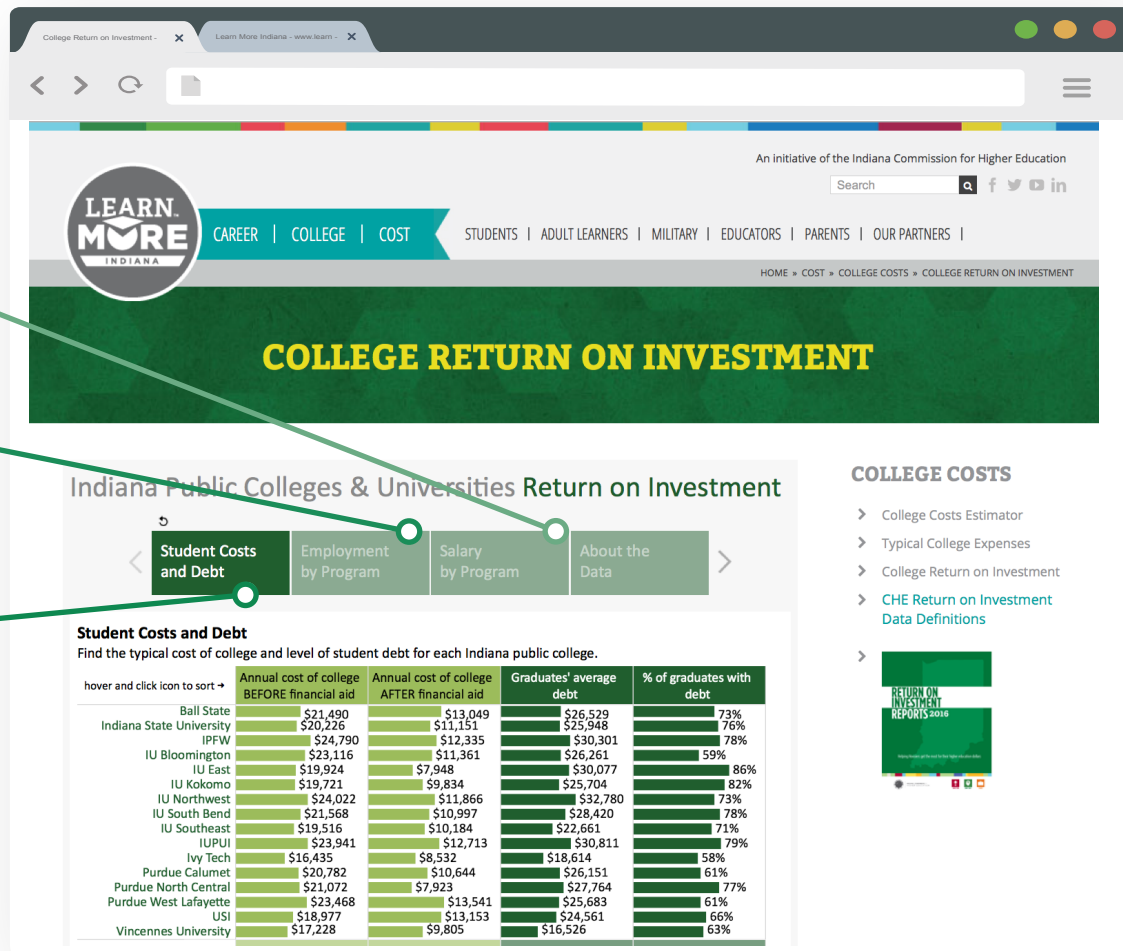 College Return on Investment -
Learn More Indiana - www.learn -
An initiative of the Indiana Commission for Higher Education
Search
LEARN™
MORE
INDIANA
CAREER | COLLEGE | COST
STUDENTS | ADULT LEARNERS | MILITARY | EDUCATORS | PARENTS | OUR PARTNERS |
HOME » COST » COLLEGE COSTS » COLLEGE RETURN ON INVESTMENT
COLLEGE RETURN ON INVESTMENT
Indiana Public Colleges & Universities Return on Investment
Student Costs and Debt
Employment by Program
Salary by Program
About the Data
Student Costs and Debt
Find the typical cost of college and level of student debt for each Indiana public college.
hover and click icon to sort → Annual cost of college BEFORE financial aid Annual cost of college AFTER financial aid Graduates' average debt % of graduates with debt
Ball State $21,490 $13,049 $26,529 73%
Indiana State University $20,226 $11,151 $25,948 76%
IPFW $24,790 $12,335 $30,301 78%
IU Bloomington $23,116 $11,361 $26,261 59%
IU East $19,924 $7,948 $30,077 86%
IU Kokomo $19,721 $9,834 $25,704 82%
IU Northwest $24,022 $11,866 $32,780 73%
IU South Bend $21,568 $10,997 $28,420 78%
IU Southeast $19,516 $10,184 $22,661 71%
IUPUI $23,941 $12,713 $30,811 79%
Ivy Tech $16,435 $8,532 $18,614 58%
Purdue Calumet $20,782 $10,644 $26,151 61%
Purdue North Central $21,072 $7,923 $27,764 77%
Purdue West Lafayette $23,468 $13,541 $25,683 61%
USI $18,977 $13,153 $24,561 66%
Vincennes University $17,228 $9,805 $16,526 63%
COLLEGE COSTS
College Costs Estimator
Typical College Expenses
College Return on Investment
CHE Return on Investment
Data Definitions
RETURN ON
INVESTMENT
REPORTS 2016